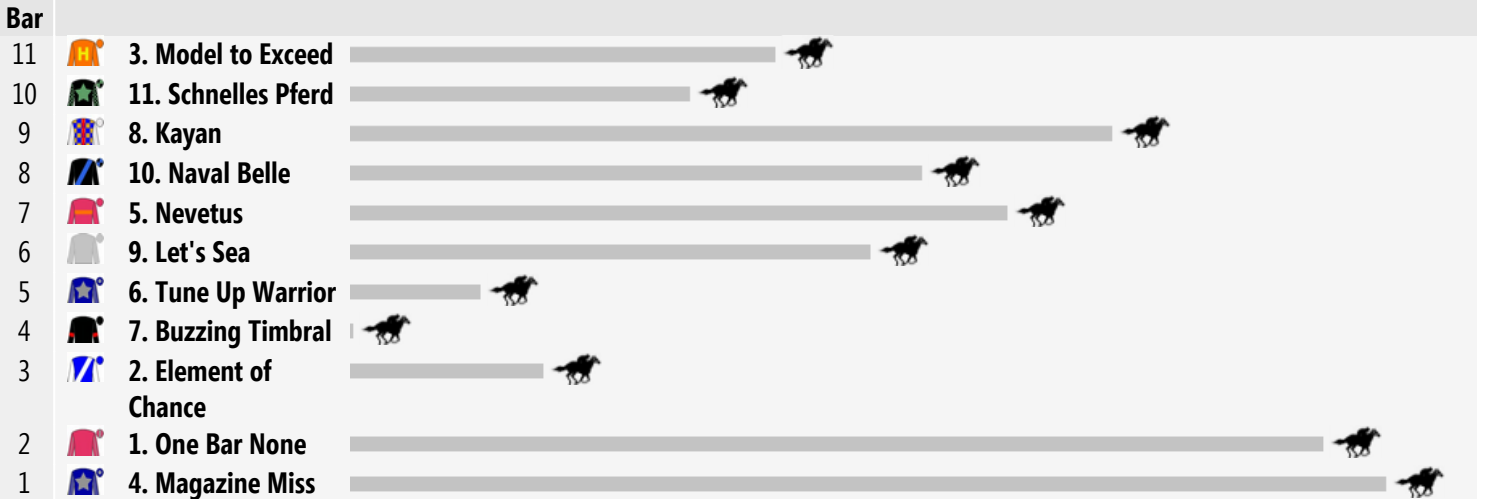 Bar
11 H 3. Model to Exceed
10 11. Schnelles Pferd
9 8. Kayan
8 10. Naval Belle
7 5. Nevetus
6 9. Let's Sea
5 6. Tune Up Warrior
4 7. Buzzing Timbral
3 2. Element of
Chance
2 1. One Bar None
1 4. Magazine Miss